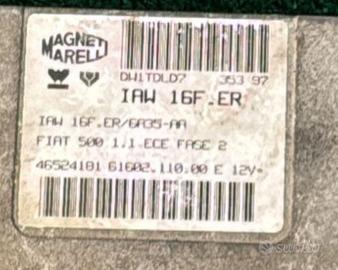 MAGNETI
MARELLI
DW1TDLD7 353 97
IAW 16F.ER
IAW 16F.ER/6A35-AA
FIAT 500 1.1 ECE FASE 2
46524181 61602.110.00 E 12V-
subito